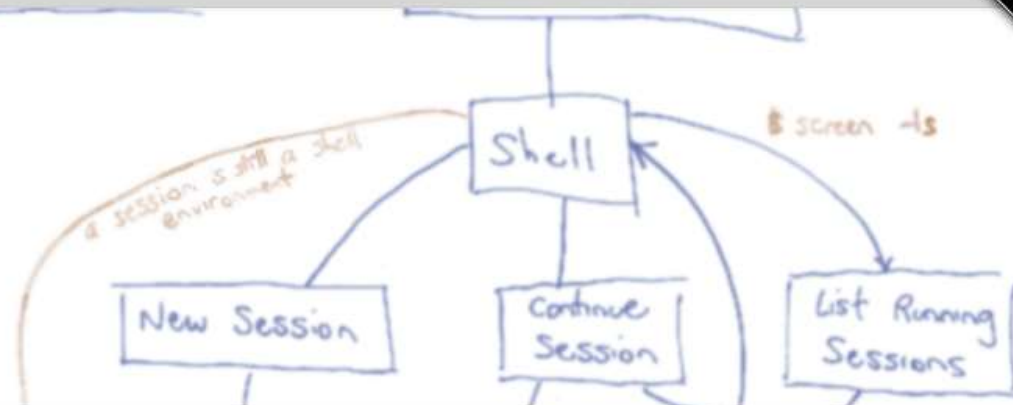 Shell
$ screen -ls
a session is still a shell
environment
New Session
Continue
Session
List Running
Sessions